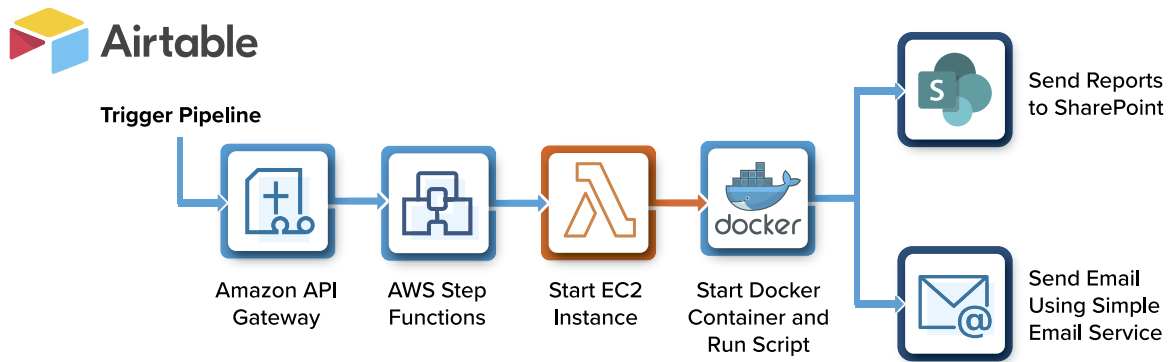 Airtable
Trigger Pipeline
Amazon API
Gateway
AWS Step
Functions
Start EC2
Instance
docker
Start Docker
Container and
Run Script
S
Send Reports
to SharePoint
@
Send Email
Using Simple
Email Service